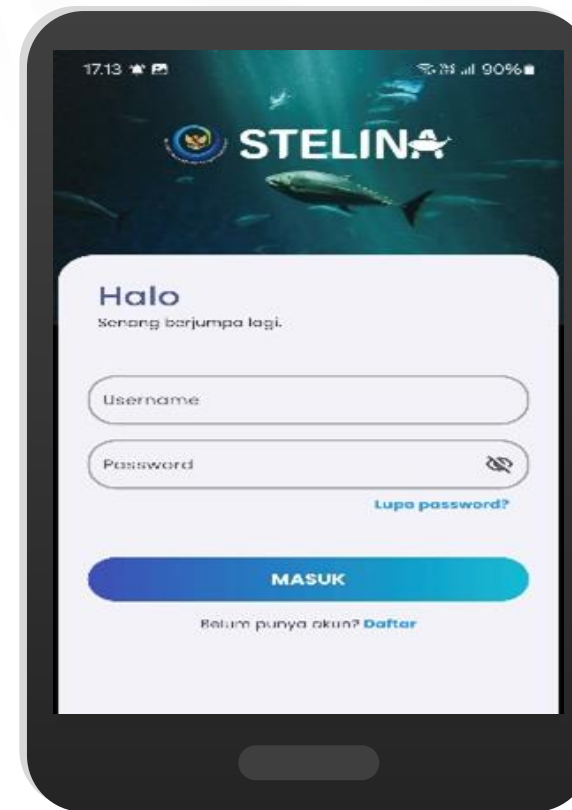 17.13 90%
STELINA
Halo
Senang berjumpa lagi.
Username
Password
Lupa password?
MASUK
Belum punya akun? Daftar